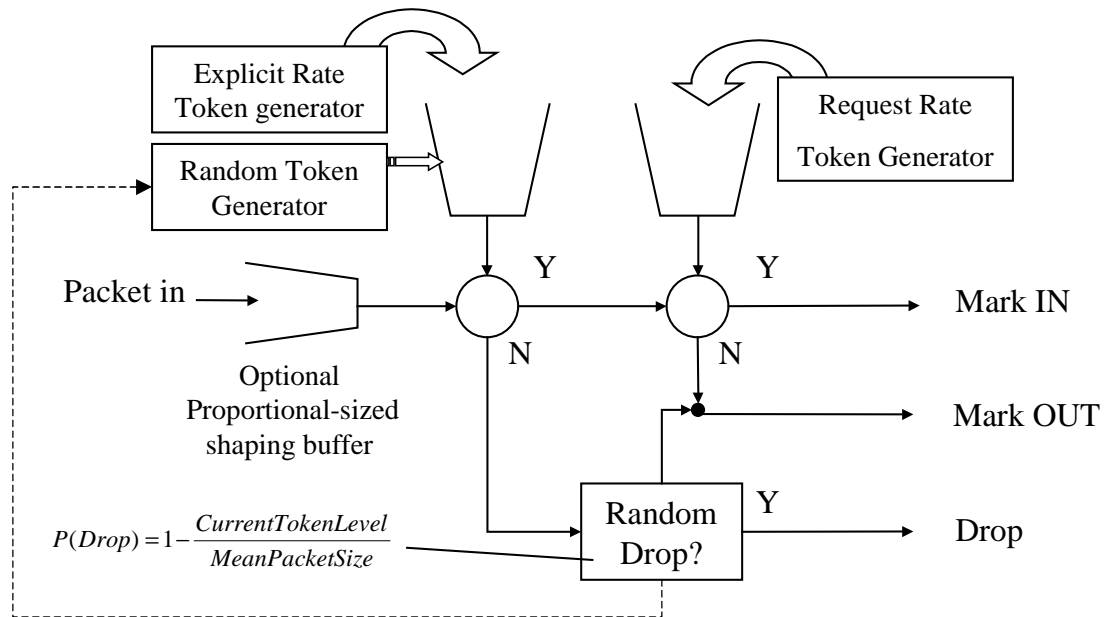 Explicit Rate
Token generator
Request Rate
Token Generator
Random Token
Generator
Y
Y
Packet in
Mark IN
N
N
Optional
Proportional-sized
shaping buffer
Mark OUT
Random
Drop?
Y
Drop
P(Drop) = 1 − CurrentTokenLevel
MeanPacketSize